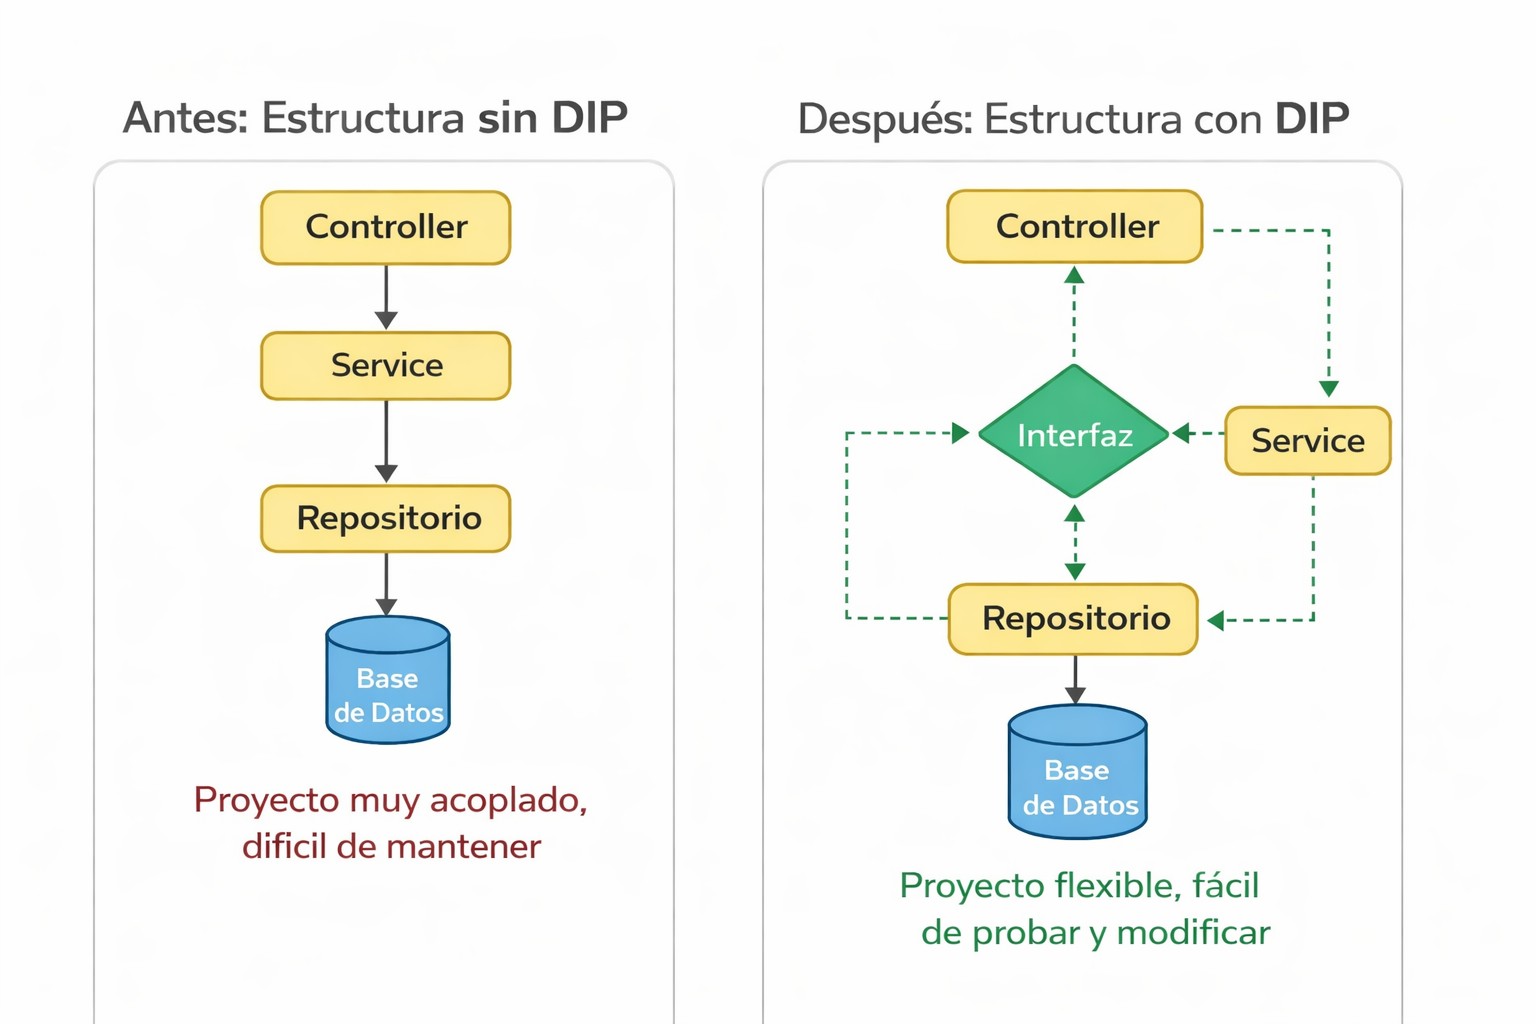 Antes: Estructura sin DIP
Controller
Service
Repositorio
Base
de Datos
Proyecto muy acoplado,
dificil de mantener
Después: Estructura con DIP
Controller
Interfaz
Service
Repositorio
Base
de Datos
Proyecto flexible, fácil
de probar y modificar